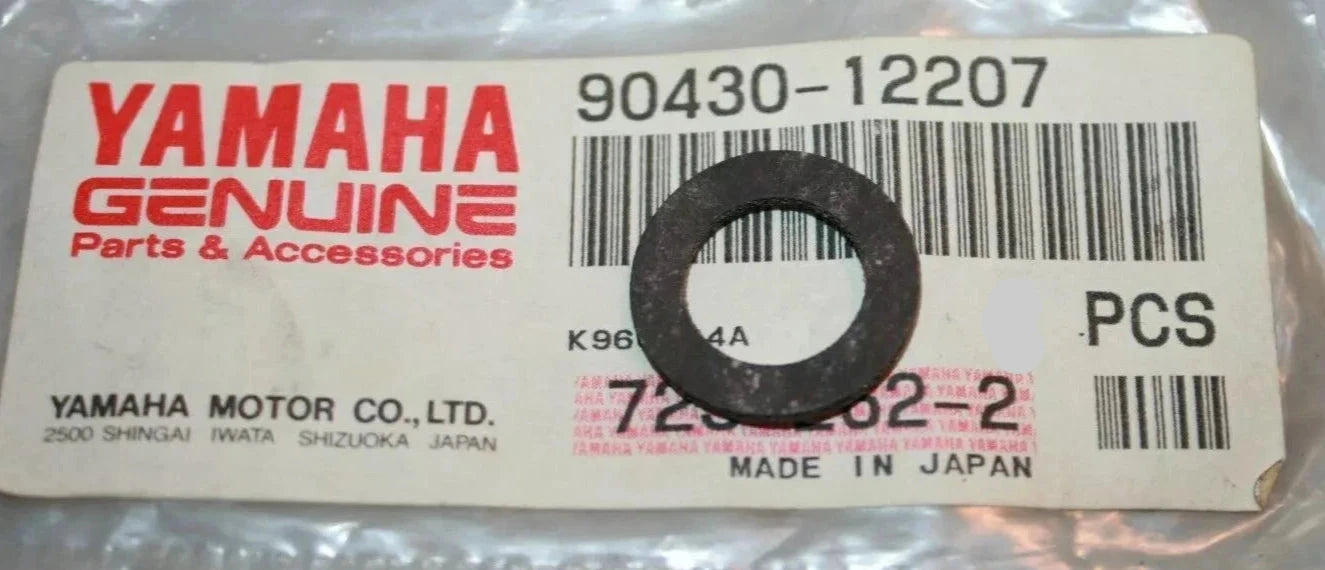 YAMAHA
GENUINE
Parts & Accessories
YAMAHA MOTOR CO., LTD.
2500 SHINGAI IWATA SHIZUOKA JAPAN
90430-12207
PCS
MADE IN JAPAN